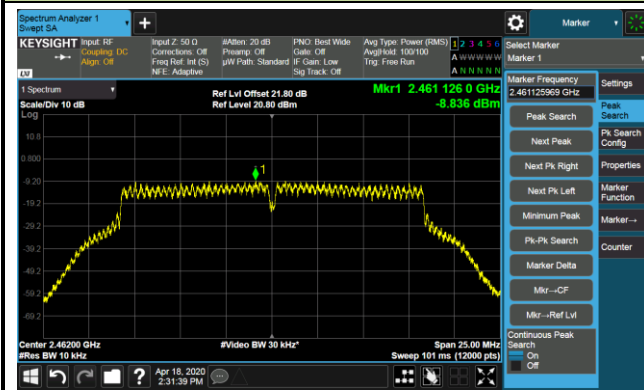 Spectrum Analyzer 1
Swept SA
+
Marker
KEYSIGHT
Input: RF
Coupling: DC
Align: Off
Input Z: 50 Ω
Corrections: Off
Freq Ref: Int (S)
NFE: Adaptive
#Atten: 20 dB
Preamp: Off
µW Path: Standard
PNO: Best Wide
Gate: Off
IF Gain: Low
Sig Track: Off
Avg Type: Power (RMS)
Avg|Hold: 100/100
Trig: Free Run
1 2 3 4 5 6
A W W W W W
A N N N N N
Select Marker
Marker 1
1 Spectrum
Scale/Div 10 dB
Log
Ref Lvl Offset 21.80 dB
Ref Level 20.80 dBm
Mkr1 2.461 126 0 GHz
-8.836 dBm
10.8
0.800
-9.20
-19.2
-29.2
-39.2
-49.2
-59.2
-69.2
1
Center 2.46200 GHz
#Res BW 10 kHz
#Video BW 30 kHz*
Span 25.00 MHz
Sweep 101 ms (12000 pts)
Marker Frequency
2.461125969 GHz
Peak Search
Next Peak
Next Pk Right
Next Pk Left
Minimum Peak
Pk-Pk Search
Marker Delta
Mkr→CF
Mkr→Ref Lvl
Continuous Peak
Search
On
Off
Settings
Peak
Search
Pk Search
Config
Properties
Marker
Function
Marker→
Counter
?
Apr 18, 2020
2:31:39 PM